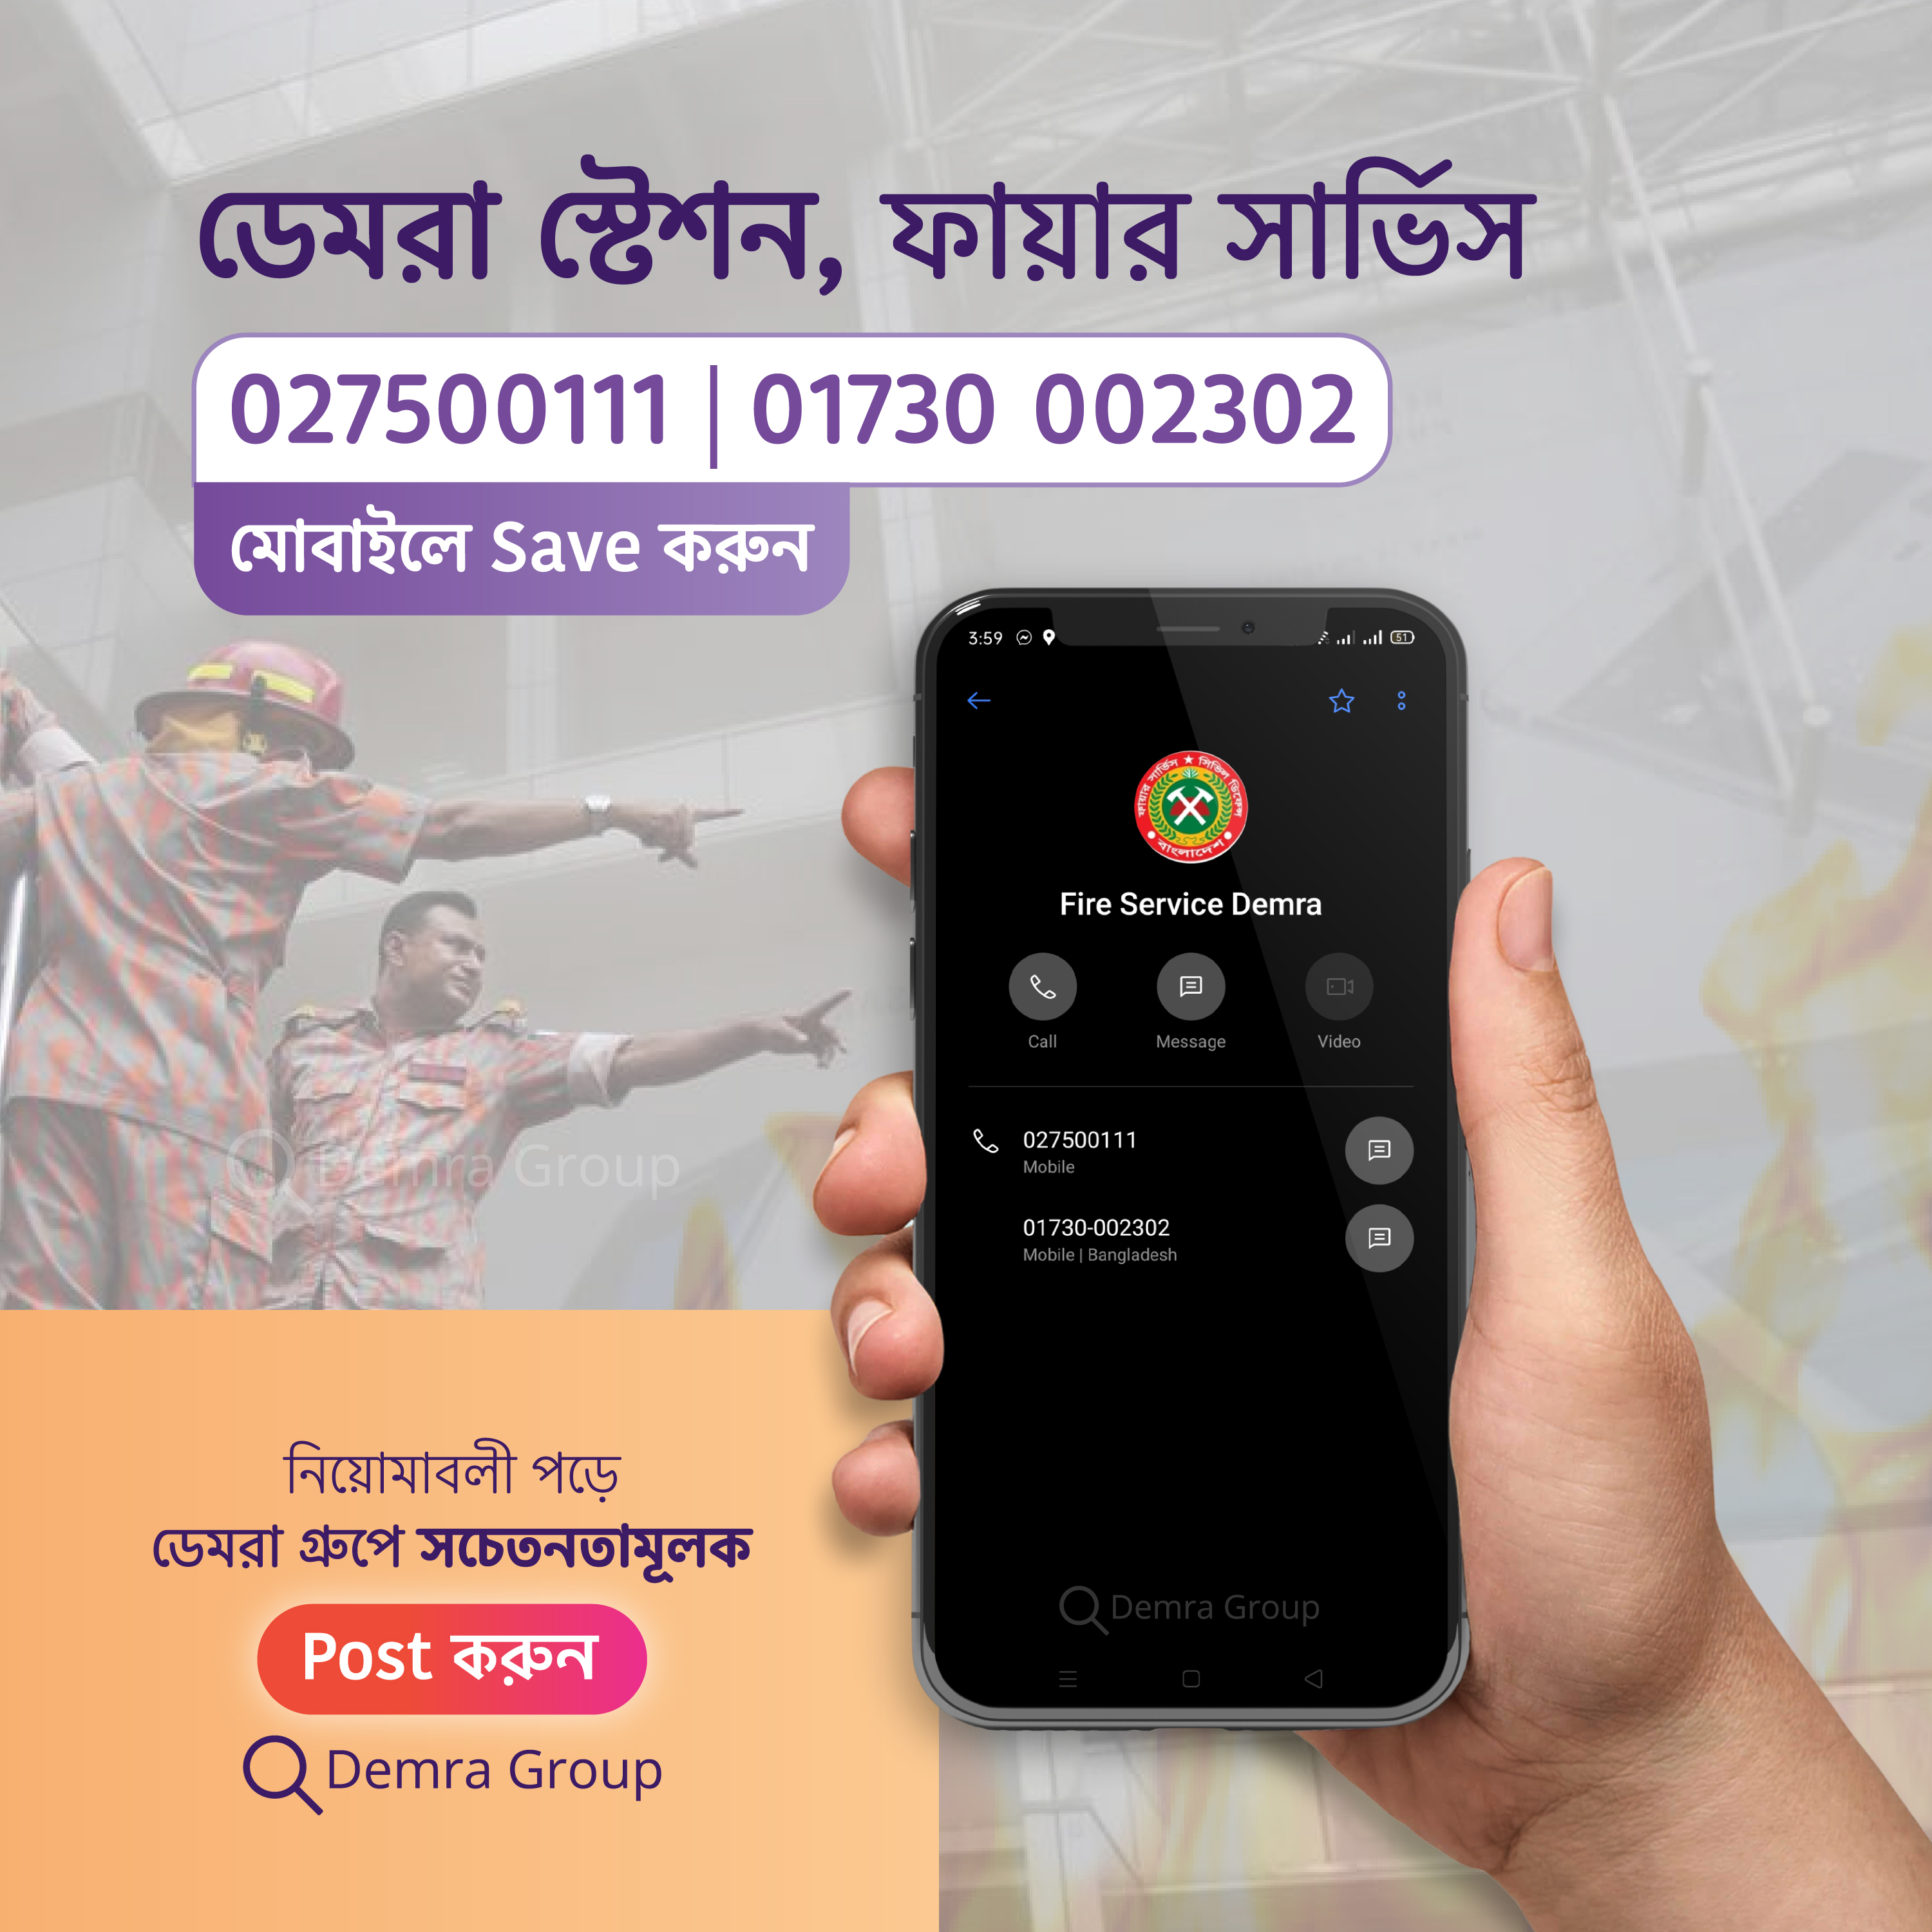 ডেমরা স্টেশন, ফায়ার সার্ভিস
027500111 | 01730 002302
মোবাইলে Save করুন
3:59
51
ফায়ার সার্ভিস ★ সিভিল ডিফেন্স
বাংলাদেশ
Fire Service Demra
Call Message Video
027500111
Mobile
01730-002302
Mobile | Bangladesh
Demra Group
Demra Group
নিয়োমাবলী পড়ে
ডেমরা গ্রুপে সচেতনতামূলক
Post করুন
Demra Group